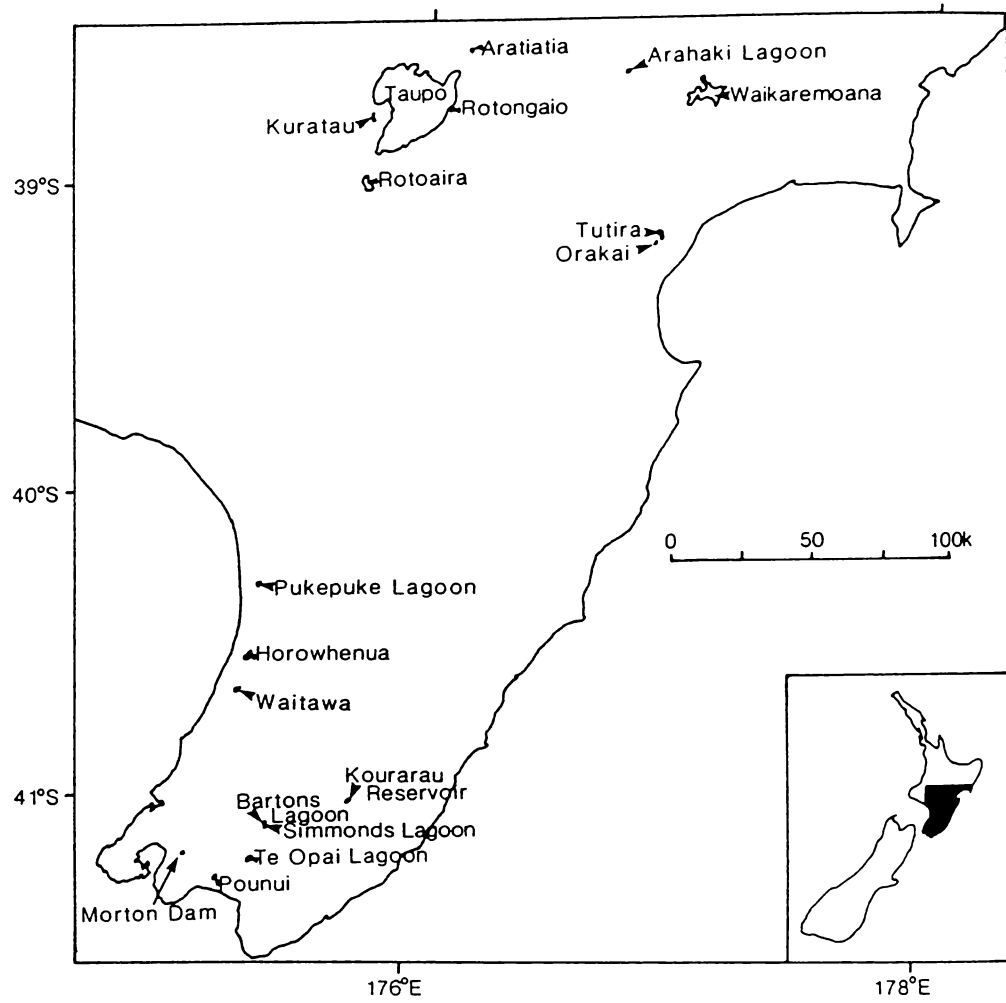 Aratiatia
Arahaki Lagoon
Taupo
Waikaremoana
Rotongaio
Kuratau
Rotoaira
39°S
Tutira
Orakai
40°S
0 50 100k
Pukepuke Lagoon
Horowhenua
Waitawa
Kourarau
Reservoir
41°S
Bartons
Lagoon
Simmonds Lagoon
Te Opai Lagoon
Pounui
Morton Dam
176°E 178°E